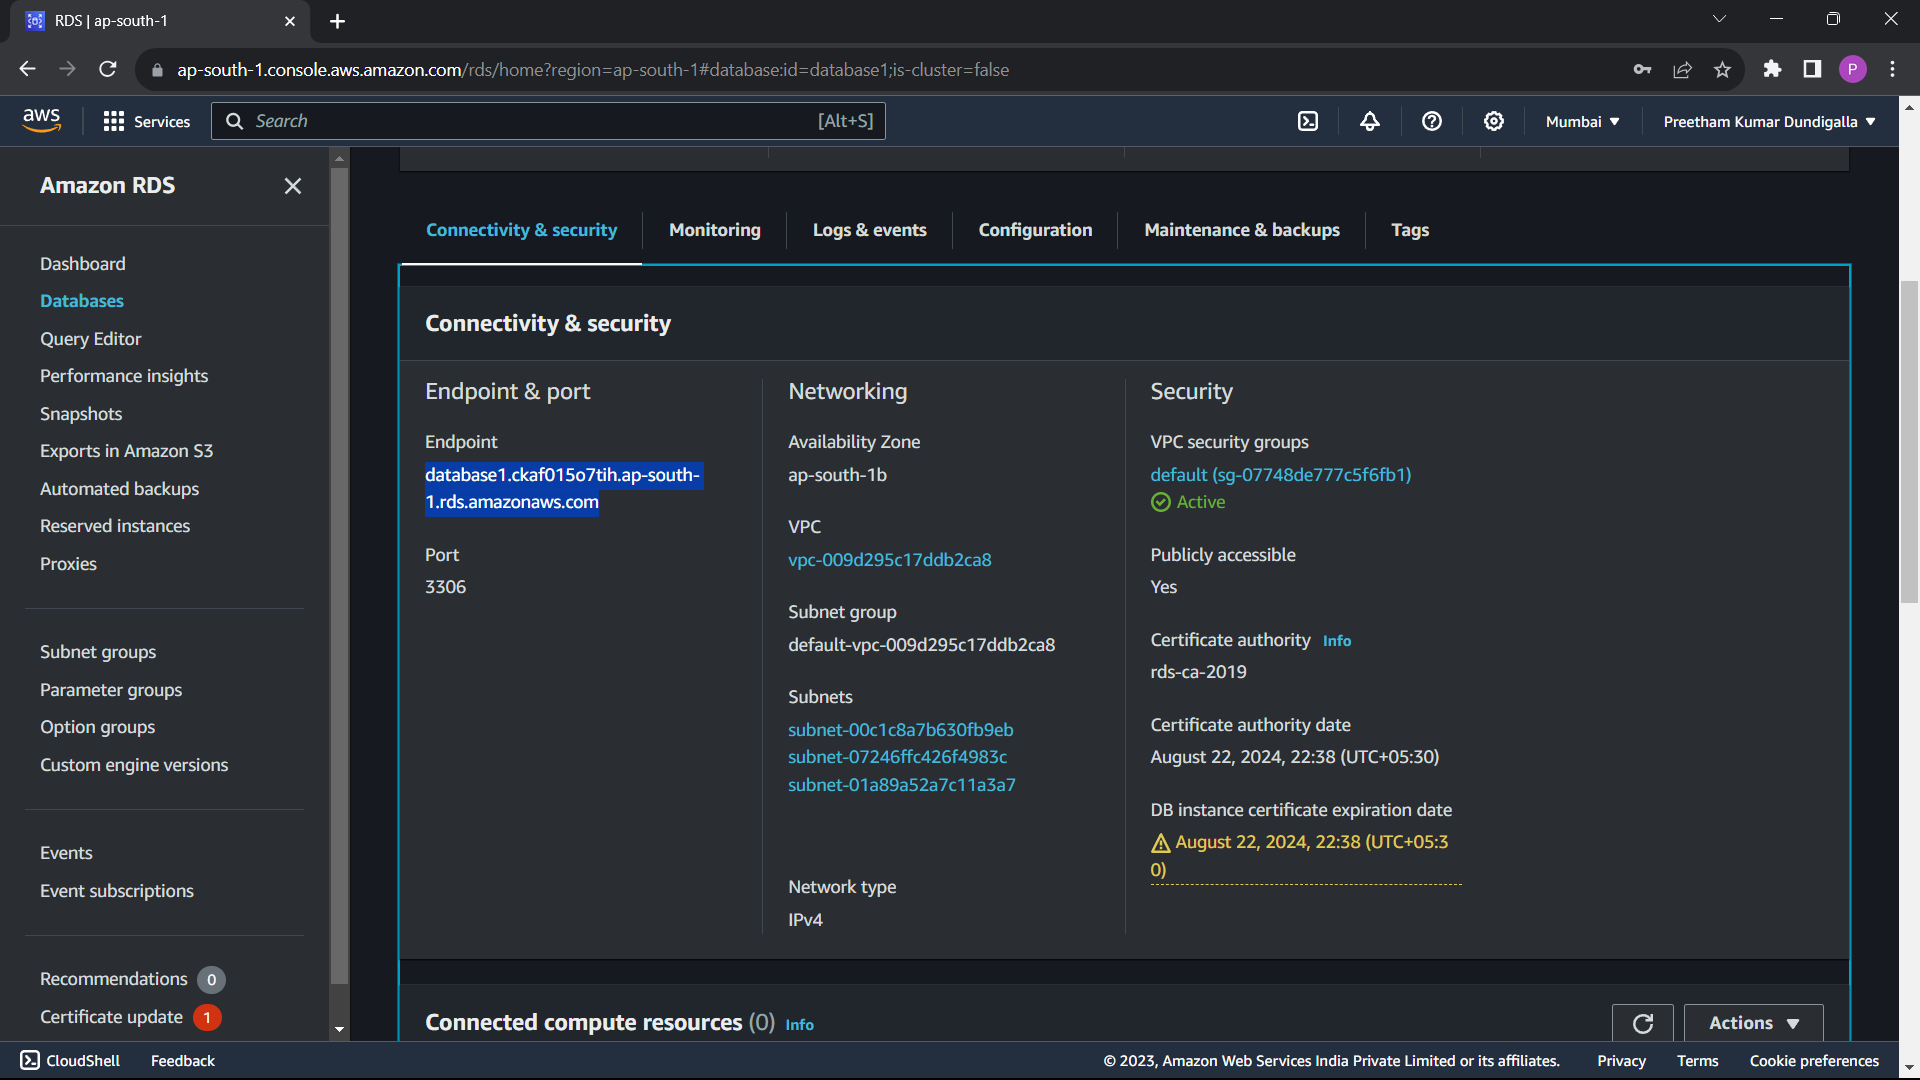 RDS | ap-south-1
ap-south-1.console.aws.amazon.com/rds/home?region=ap-south-1#database:id=database1;is-cluster=false
P
aws
Services
Search
[Alt+S]
Mumbai
Preetham Kumar Dundigalla
Amazon RDS
Dashboard
Databases
Query Editor
Performance insights
Snapshots
Exports in Amazon S3
Automated backups
Reserved instances
Proxies
Subnet groups
Parameter groups
Option groups
Custom engine versions
Events
Event subscriptions
Recommendations 0
Certificate update 1
Connectivity & security
Monitoring
Logs & events
Configuration
Maintenance & backups
Tags
Connectivity & security
Endpoint & port
Endpoint
database1.ckaf015o7tih.ap-south-
1.rds.amazonaws.com
Port
3306
Networking
Availability Zone
ap-south-1b
VPC
vpc-009d295c17ddb2ca8
Subnet group
default-vpc-009d295c17ddb2ca8
Subnets
subnet-00c1c8a7b630fb9eb
subnet-07246ffc426f4983c
subnet-01a89a52a7c11a3a7
Network type
IPv4
Security
VPC security groups
default (sg-07748de777c5f6fb1)
Active
Publicly accessible
Yes
Certificate authority Info
rds-ca-2019
Certificate authority date
August 22, 2024, 22:38 (UTC+05:30)
DB instance certificate expiration date
August 22, 2024, 22:38 (UTC+05:3
0)
Connected compute resources (0) Info
Actions
CloudShell
Feedback
© 2023, Amazon Web Services India Private Limited or its affiliates.
Privacy
Terms
Cookie preferences